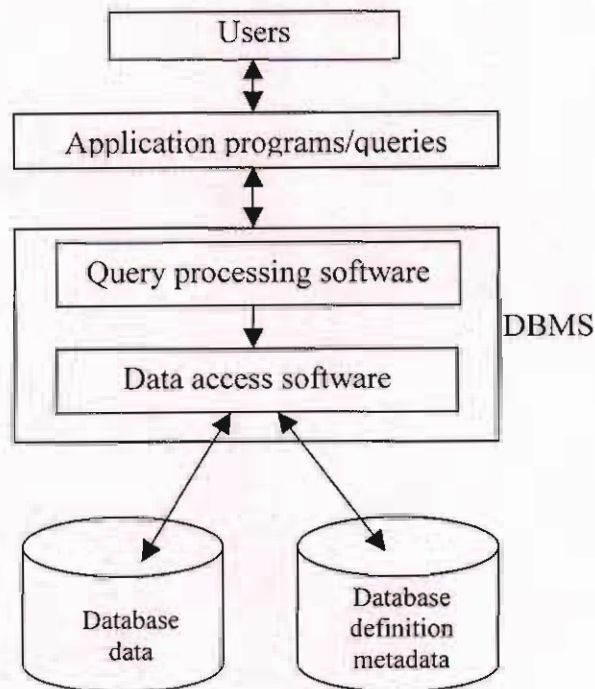 Users
Application programs/queries
Query processing software
DBMS
Data access software
Database
data
Database
definition
metadata